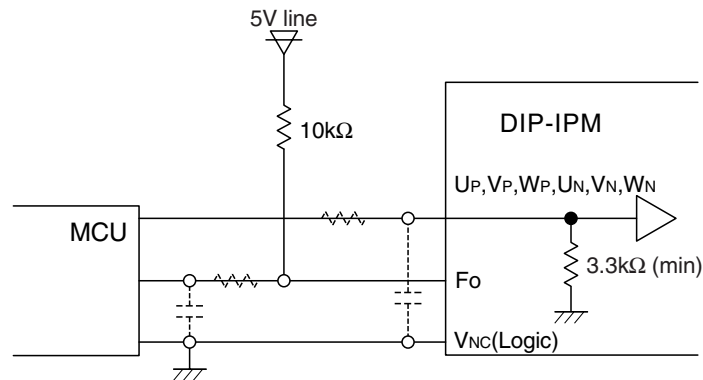 5V line
10kΩ
DIP-IPM
UP,VP,WP,UN,VN,WN
MCU
3.3kΩ (min)
Fo
VNC(Logic)